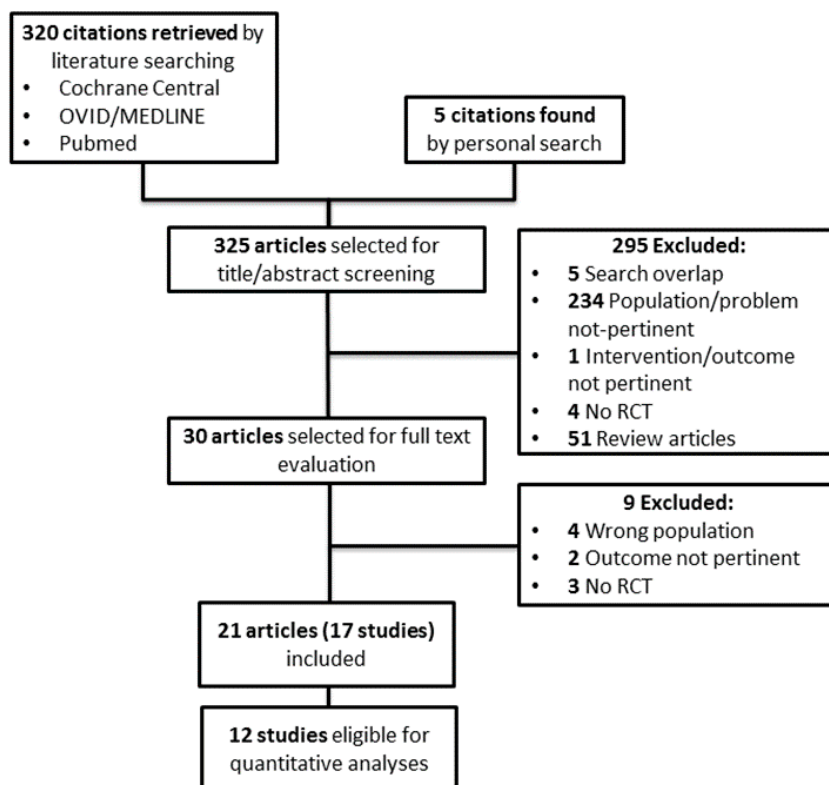 320 citations retrieved by
literature searching
• Cochrane Central
• OVID/MEDLINE
• Pubmed
5 citations found
by personal search
325 articles selected for
title/abstract screening
295 Excluded:
• 5 Search overlap
• 234 Population/problem
not-pertinent
• 1 Intervention/outcome
not pertinent
• 4 No RCT
• 51 Review articles
30 articles selected for full text
evaluation
9 Excluded:
• 4 Wrong population
• 2 Outcome not pertinent
• 3 No RCT
21 articles (17 studies)
included
12 studies eligible for
quantitative analyses